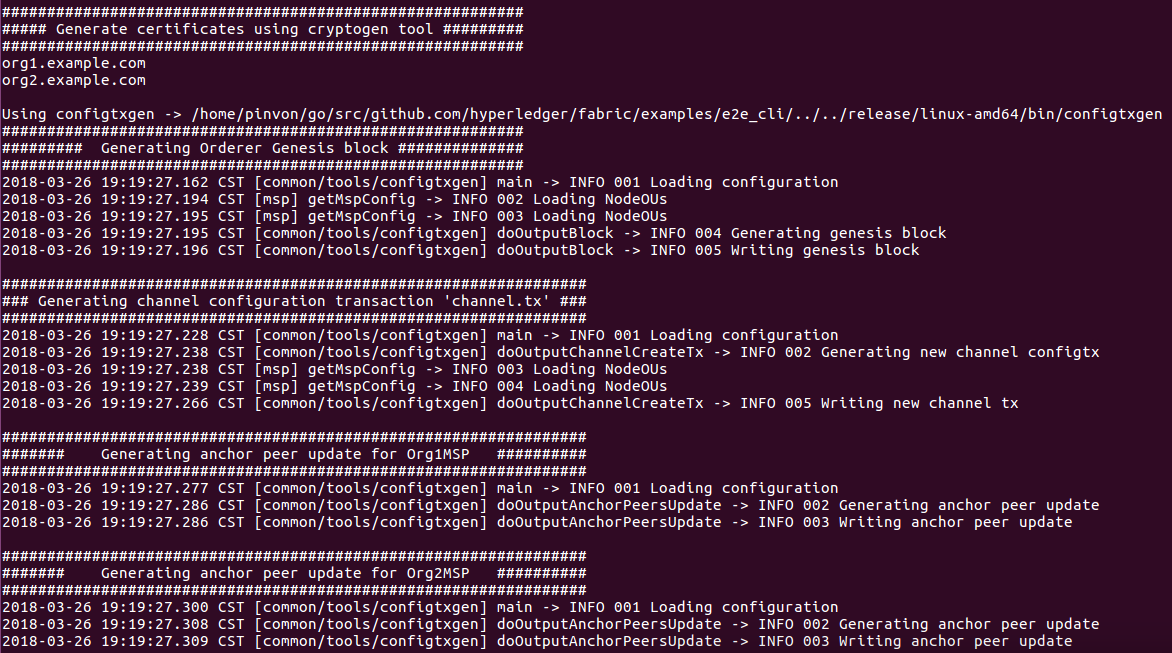 ##########################################################
##### Generate certificates using cryptogen tool #########
##########################################################
org1.example.com
org2.example.com
Using configtxgen -> /home/pinvon/go/src/github.com/hyperledger/fabric/examples/e2e_cli/../../release/linux-amd64/bin/configtxgen
##########################################################
#########  Generating Orderer Genesis block ##############
##########################################################
2018-03-26 19:19:27.162 CST [common/tools/configtxgen] main -> INFO 001 Loading configuration
2018-03-26 19:19:27.194 CST [msp] getMspConfig -> INFO 002 Loading NodeOUs
2018-03-26 19:19:27.195 CST [msp] getMspConfig -> INFO 003 Loading NodeOUs
2018-03-26 19:19:27.195 CST [common/tools/configtxgen] doOutputBlock -> INFO 004 Generating genesis block
2018-03-26 19:19:27.196 CST [common/tools/configtxgen] doOutputBlock -> INFO 005 Writing genesis block
#################################################################
### Generating channel configuration transaction 'channel.tx' ###
#################################################################
2018-03-26 19:19:27.228 CST [common/tools/configtxgen] main -> INFO 001 Loading configuration
2018-03-26 19:19:27.238 CST [common/tools/configtxgen] doOutputChannelCreateTx -> INFO 002 Generating new channel configtx
2018-03-26 19:19:27.238 CST [msp] getMspConfig -> INFO 003 Loading NodeOUs
2018-03-26 19:19:27.239 CST [msp] getMspConfig -> INFO 004 Loading NodeOUs
2018-03-26 19:19:27.266 CST [common/tools/configtxgen] doOutputChannelCreateTx -> INFO 005 Writing new channel tx
#################################################################
#######    Generating anchor peer update for Org1MSP   ##########
#################################################################
2018-03-26 19:19:27.277 CST [common/tools/configtxgen] main -> INFO 001 Loading configuration
2018-03-26 19:19:27.286 CST [common/tools/configtxgen] doOutputAnchorPeersUpdate -> INFO 002 Generating anchor peer update
2018-03-26 19:19:27.286 CST [common/tools/configtxgen] doOutputAnchorPeersUpdate -> INFO 003 Writing anchor peer update
#################################################################
#######    Generating anchor peer update for Org2MSP   ##########
#################################################################
2018-03-26 19:19:27.300 CST [common/tools/configtxgen] main -> INFO 001 Loading configuration
2018-03-26 19:19:27.308 CST [common/tools/configtxgen] doOutputAnchorPeersUpdate -> INFO 002 Generating anchor peer update
2018-03-26 19:19:27.309 CST [common/tools/configtxgen] doOutputAnchorPeersUpdate -> INFO 003 Writing anchor peer update